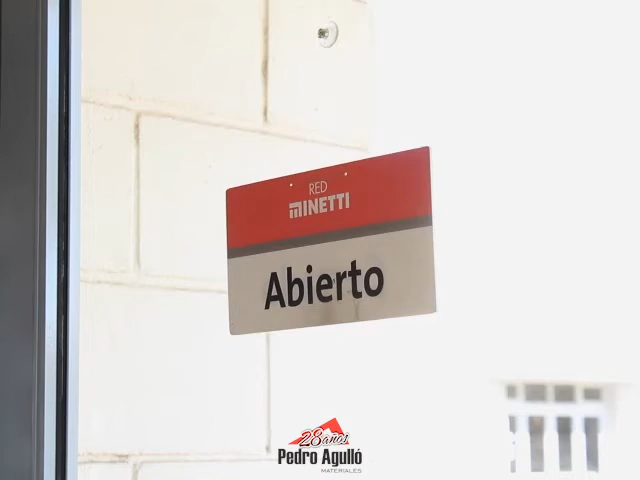 RED
MINETTI
Abierto
28 años
Pedro Agulló
MATERIALES